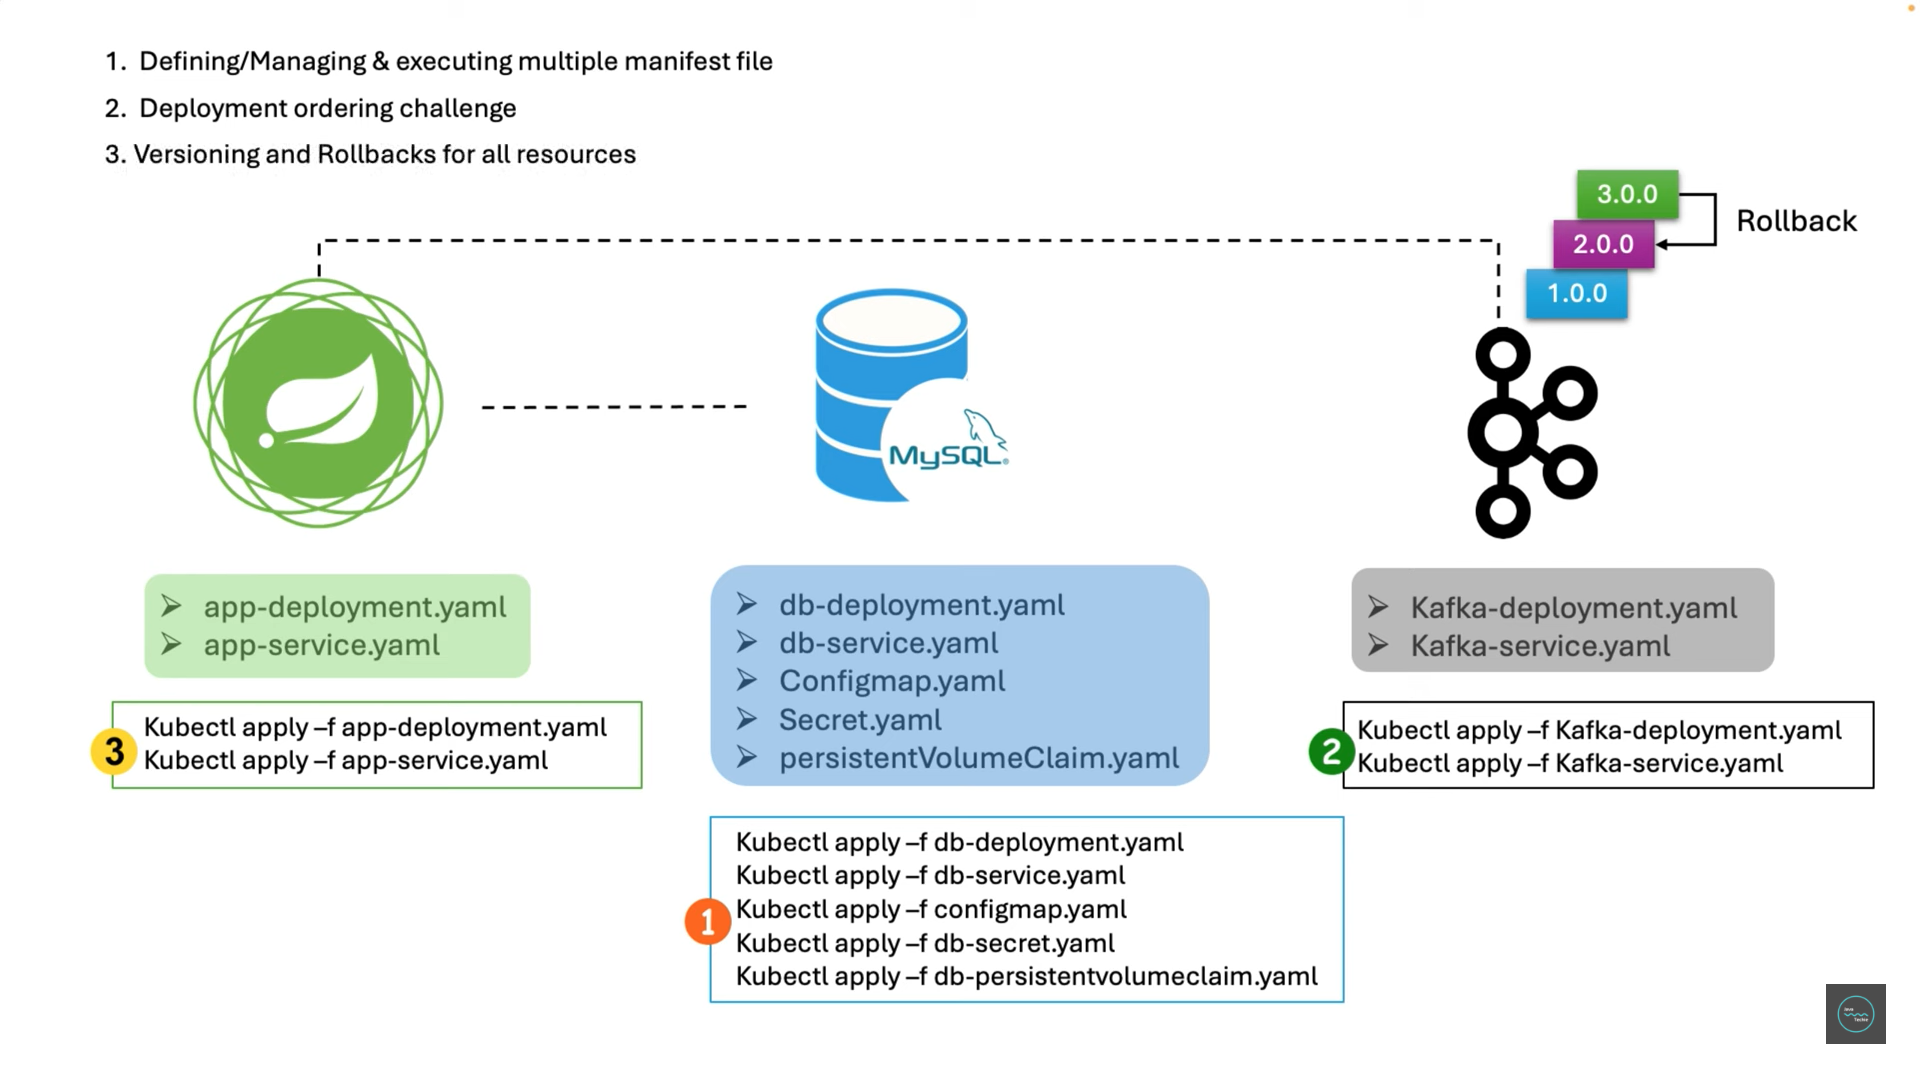 1. Defining/Managing & executing multiple manifest file
2. Deployment ordering challenge
3. Versioning and Rollbacks for all resources
3.0.0
Rollback
2.0.0
1.0.0
MySQL®
➢ app-deployment.yaml
➢ app-service.yaml
Kubectl apply –f app-deployment.yaml
3
Kubectl apply –f app-service.yaml
➢ db-deployment.yaml
➢ db-service.yaml
➢ Configmap.yaml
➢ Secret.yaml
➢ persistentVolumeClaim.yaml
Kubectl apply –f db-deployment.yaml
Kubectl apply –f db-service.yaml
1
Kubectl apply –f configmap.yaml
Kubectl apply –f db-secret.yaml
Kubectl apply –f db-persistentvolumeclaim.yaml
➢ Kafka-deployment.yaml
➢ Kafka-service.yaml
Kubectl apply –f Kafka-deployment.yaml
2
Kubectl apply –f Kafka-service.yaml
Java
Techie